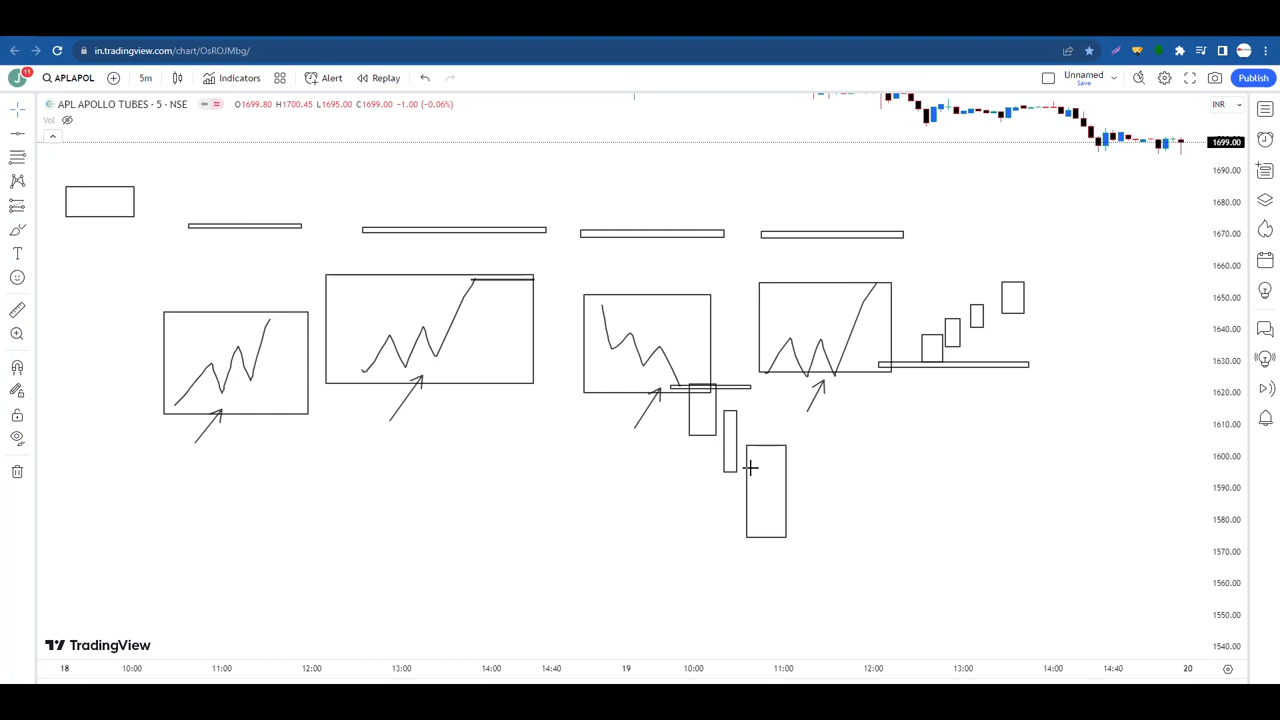 in.tradingview.com/chart/OsROJMbg/
J 11 APLAPOL 5m Indicators Alert Replay Unnamed Save Publish
APL APOLLO TUBES · 5 · NSE O1699.80 H1700.45 L1695.00 C1699.00 −1.00 (−0.06%) INR
Vol
1699.00
1690.00
1680.00
1670.00
1660.00
1650.00
1640.00
1630.00
1620.00
1610.00
1600.00
1590.00
1580.00
1570.00
1560.00
1550.00
1540.00
TradingView
18 10:00 11:00 12:00 13:00 14:00 14:40 19 10:00 11:00 12:00 13:00 14:00 14:40 20